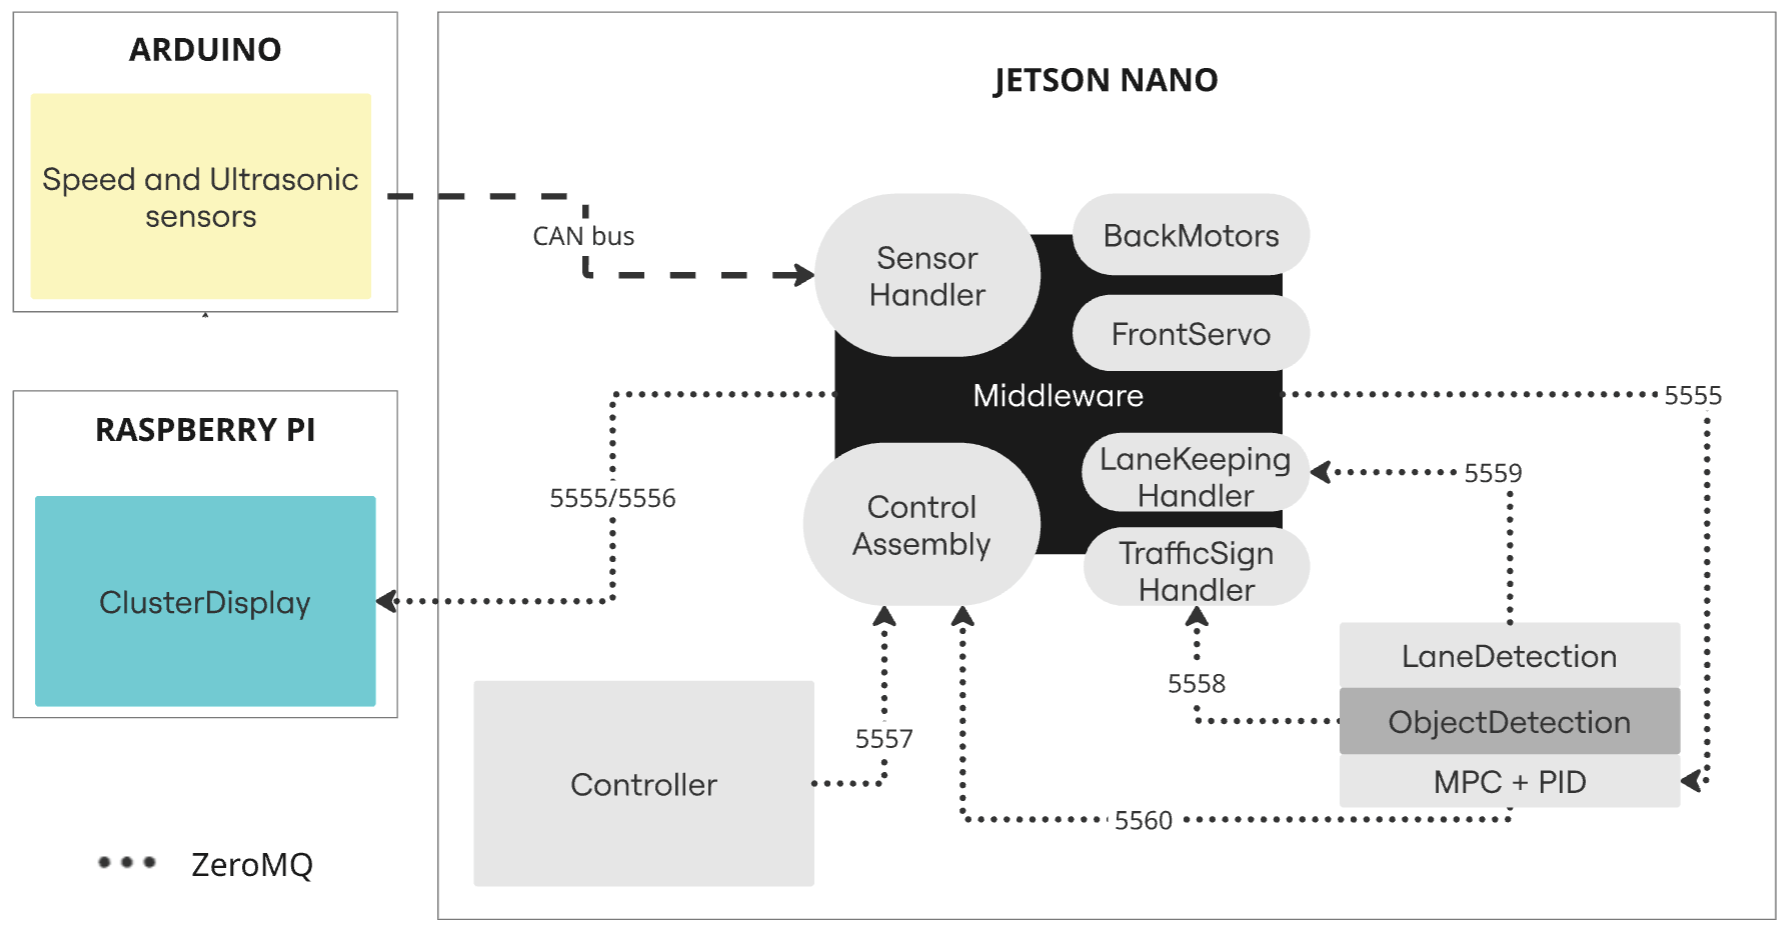 ARDUINO
Speed and Ultrasonic
sensors
JETSON NANO
CAN bus
Sensor
Handler
BackMotors
FrontServo
Middleware
5555
RASPBERRY PI
ClusterDisplay
5555/5556
LaneKeeping
Handler
5559
Control
Assembly
TrafficSign
Handler
5558
LaneDetection
ObjectDetection
MPC + PID
5557
Controller
5560
ZeroMQ